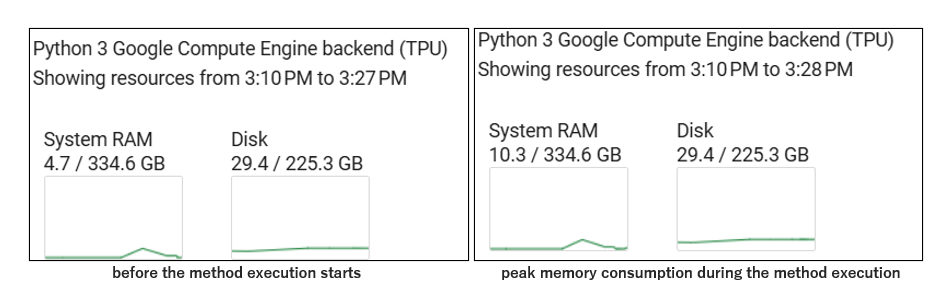 Python 3 Google Compute Engine backend (TPU)
Showing resources from 3:10 PM to 3:27 PM
System RAM
4.7 / 334.6 GB
Disk
29.4 / 225.3 GB
before the method execution starts
Python 3 Google Compute Engine backend (TPU)
Showing resources from 3:10 PM to 3:28 PM
System RAM
10.3 / 334.6 GB
Disk
29.4 / 225.3 GB
peak memory consumption during the method execution